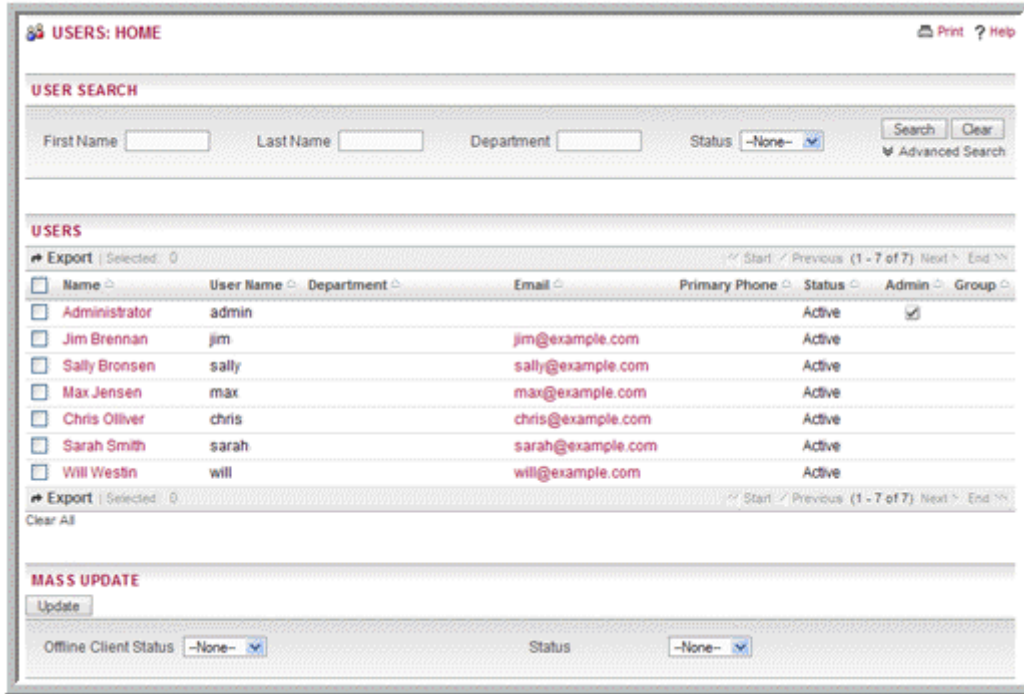 USERS: HOME Print ? Help
USER SEARCH
First Name Last Name Department Status --None-- Search Clear
Advanced Search
USERS
Export | Selected: 0 Start Previous (1 - 7 of 7) Next End
Name User Name Department Email Primary Phone Status Admin Group
Administrator admin Active
Jim Brennan jim jim@example.com Active
Sally Bronsen sally sally@example.com Active
Max Jensen max max@example.com Active
Chris Olliver chris chris@example.com Active
Sarah Smith sarah sarah@example.com Active
Will Westin will will@example.com Active
Export | Selected: 0 Start Previous (1 - 7 of 7) Next End
Clear All
MASS UPDATE
Update
Offline Client Status --None-- Status --None--